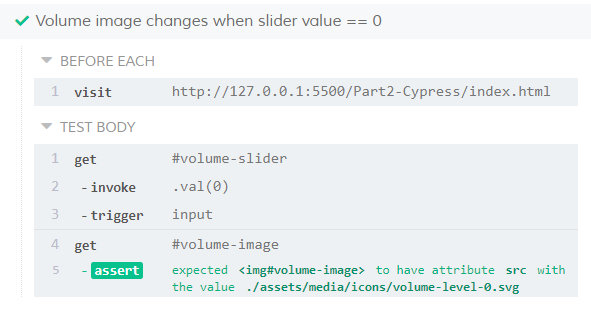 Volume image changes when slider value == 0
BEFORE EACH
1 visit http://127.0.0.1:5500/Part2-Cypress/index.html
TEST BODY
1 get #volume-slider
2 - invoke .val(0)
3 - trigger input
4 get #volume-image
5 - assert expected <img#volume-image> to have attribute src with
the value ./assets/media/icons/volume-level-0.svg